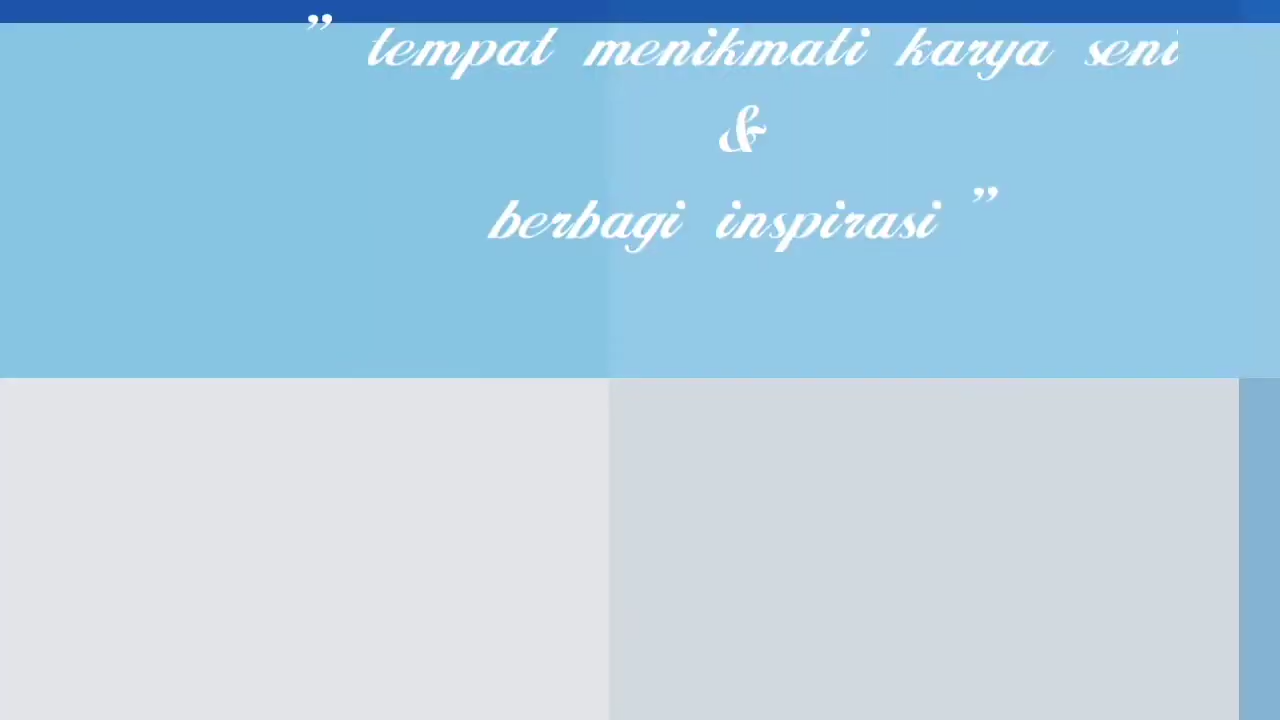 ” tempat menikmati karya seni
&
berbagi inspirasi ”